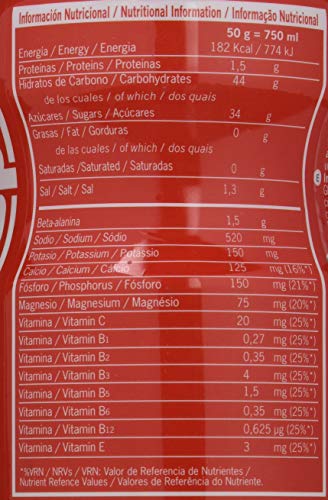 Información Nutricional / Nutritional Information / Informação Nutricional
50 g = 750 ml
Energía / Energy / Energia 182 Kcal / 774 kJ
Proteínas / Proteins / Proteínas 1,5 g
Hidratos de Carbono / Carbohydrates 44 g
de los cuales / of which / dos quais
Azúcares / Sugars / Açúcares 34 g
Grasas / Fat / Gorduras 0 g
de las cuales / of which / das quais
Saturadas /Saturated / Saturadas 0 g
Sal / Salt / Sal 1,3 g
Beta-alanina 1,5 g
Sodio / Sodium / Sódio 520 mg
Potasio / Potassium / Potássio 150 mg
Calcio / Calcium / Cálcio 125 mg (16%*)
Fósforo / Phosphorus / Fósforo 150 mg (21%*)
Magnesio / Magnesium / Magnésio 75 mg (20%*)
Vitamina / Vitamin C 20 mg (25%*)
Vitamina / Vitamin B1 0,27 mg (25%*)
Vitamina / Vitamin B2 0,35 mg (25%*)
Vitamina / Vitamin B3 4 mg (25%*)
Vitamina / Vitamin B5 1,5 mg (25%*)
Vitamina / Vitamin B6 0,35 mg (25%*)
Vitamina / Vitamin B12 0,625 µg (25%*)
Vitamina / Vitamin E 3 mg (25%*)
*%VRN / NRVs / VRN: Valor de Referencia de Nutrientes /
Nutrient Refence Values / Valores de Referência do Nutriente.